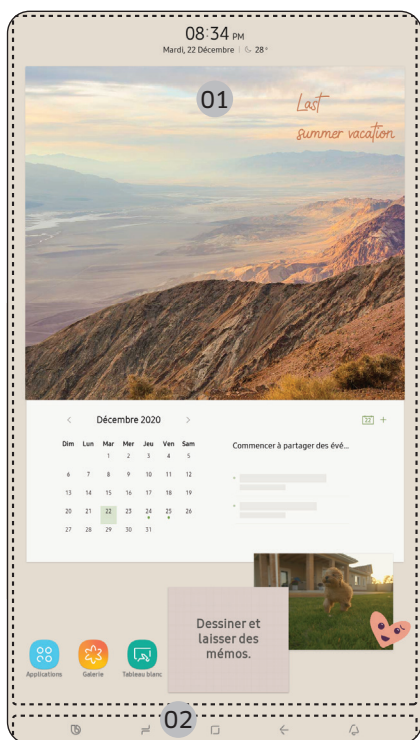 08:34 PM
Mardi, 22 Décembre | 28°
01
Last
summer vacation
Décembre 2020
22 +
Dim Lun Mar Mer Jeu Ven Sam
Commencer à partager des évé...
1 2 3 4 5
6 7 8 9 10 11 12
13 14 15 16 17 18 19
20 21 22 23 24 25 26
27 28 29 30 31
Dessiner et
laisser des
mémos.
Applications Galerie Tableau blanc
02